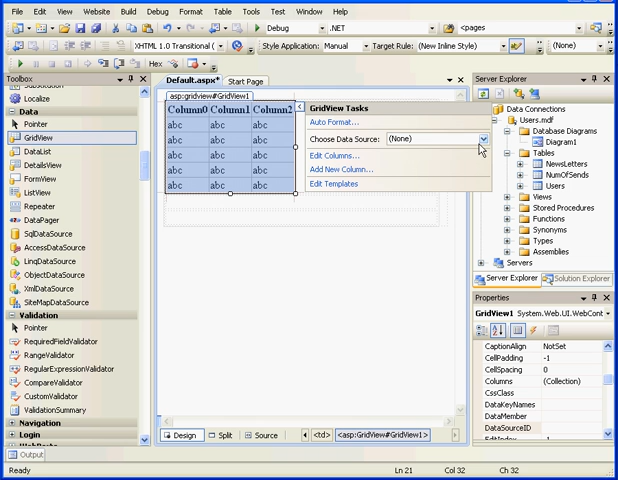 File Edit View Website Build Debug Format Table Tools Test Window Help
Debug .NET <pages
XHTML 1.0 Transitional ( Style Application: Manual Target Rule: (New Inline Style) (None)
Hex
Toolbox
Substitution
Localize
Data
Pointer
GridView
DataList
DetailsView
FormView
ListView
Repeater
DataPager
SqlDataSource
AccessDataSource
LinqDataSource
ObjectDataSource
XmlDataSource
SiteMapDataSource
Validation
Pointer
RequiredFieldValidator
RangeValidator
RegularExpressionValidator
CompareValidator
CustomValidator
ValidationSummary
Navigation
Login
Output
Default.aspx* Start Page
asp:gridview#GridView1
Column0 Column1 Column2
abc abc abc
abc abc abc
abc abc abc
abc abc abc
abc abc abc
GridView Tasks
Auto Format...
Choose Data Source: (None)
Edit Columns...
Add New Column...
Edit Templates
Design Split Source <td> <asp:GridView#GridView1>
Server Explorer
Data Connections
Users.mdf
Database Diagrams
Diagram1
Tables
NewsLetters
NumOfSends
Users
Views
Stored Procedures
Functions
Synonyms
Types
Assemblies
Servers
Server Explorer Solution Explorer
Properties
GridView1 System.Web.UI.WebCont
CaptionAlign NotSet
CellPadding -1
CellSpacing 0
Columns (Collection)
CssClass
DataKeyNames
DataMember
DataSourceID
EditIndex -1
Ready Ln 21 Col 32 Ch 32